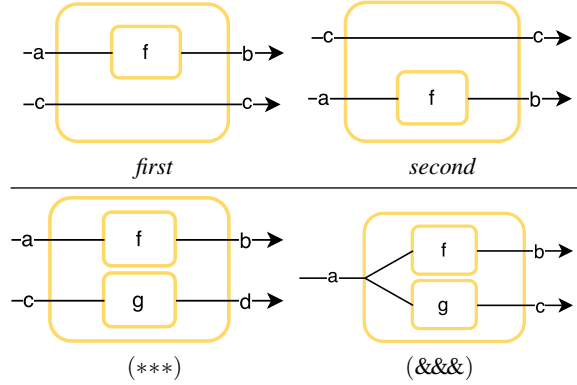 a f b
c c
first
c c
a f b
second
a f b
c g d
(***)
a f b
g c
(&&&)